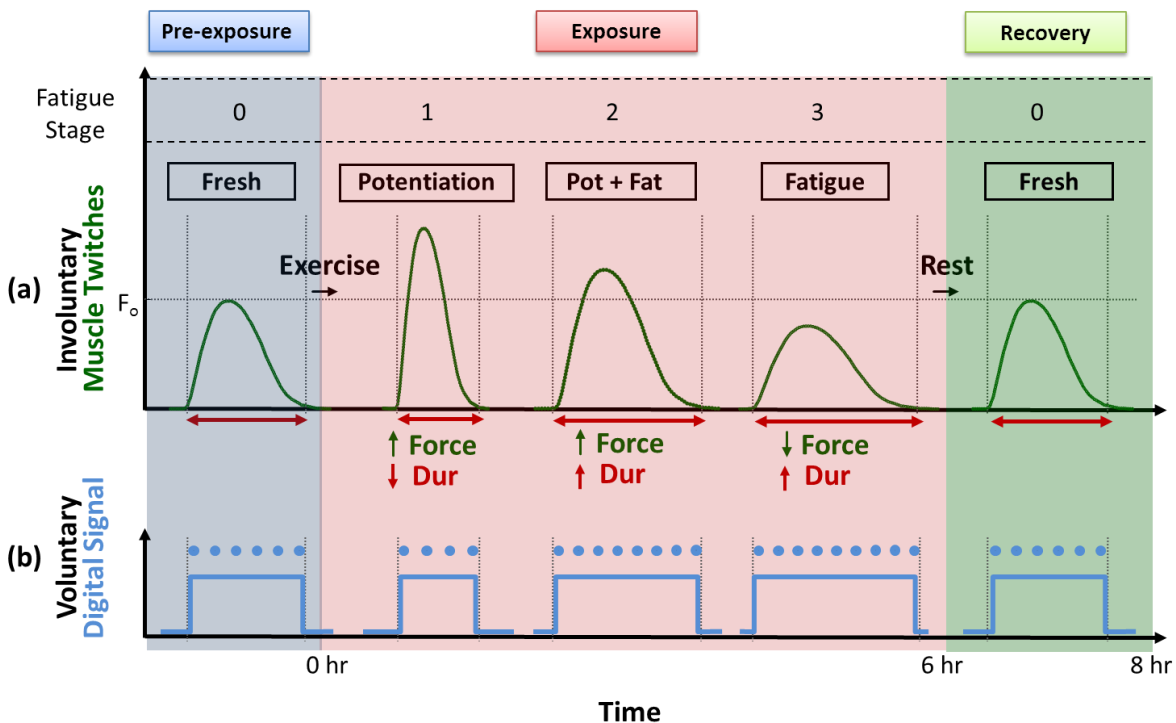 Pre-exposure
Exposure
Recovery
Fatigue
Stage
0
1
2
3
0
Fresh
Potentiation
Pot + Fat
Fatigue
Fresh
(a)
Involuntary
Muscle Twitches
Fo
Exercise
→
Rest
→
↑ Force
↓ Dur
↑ Force
↑ Dur
↓ Force
↑ Dur
(b)
Voluntary
Digital Signal
0 hr
6 hr
8 hr
Time